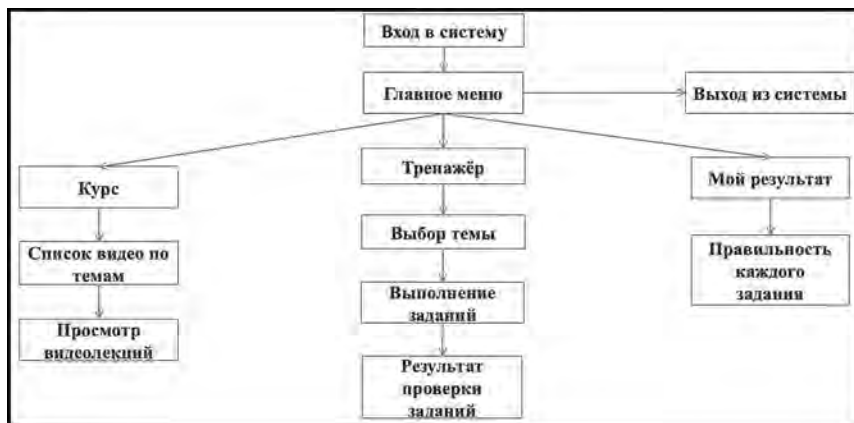 Вход в систему
Главное меню
Выход из системы
Курс
Тренажёр
Мой результат
Список видео по
темам
Выбор темы
Правильность
каждого
задания
Просмотр
видеолекций
Выполнение
заданий
Результат
проверки
заданий